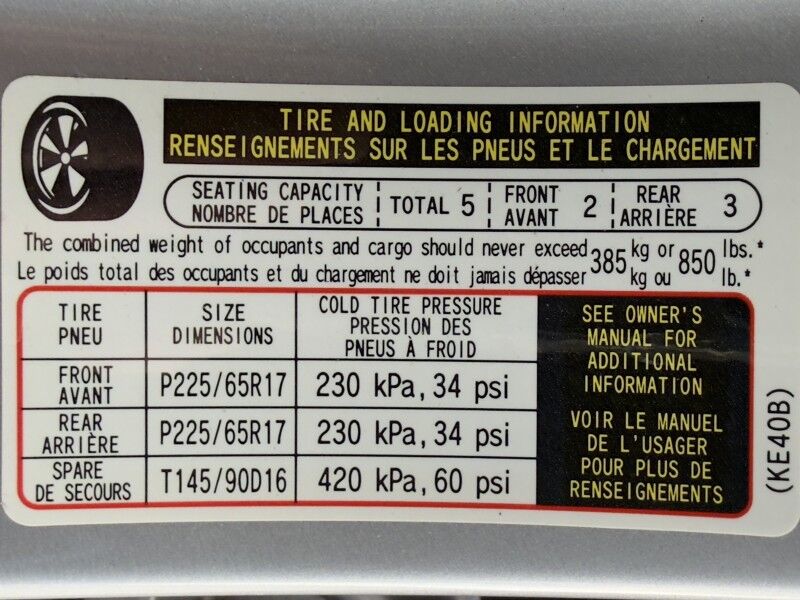 TIRE AND LOADING INFORMATION
RENSEIGNEMENTS SUR LES PNEUS ET LE CHARGEMENT
SEATING CAPACITY
NOMBRE DE PLACES
TOTAL 5
FRONT
AVANT
2
REAR
ARRIÈRE
3
The combined weight of occupants and cargo should never exceed 385 kg or 850 lbs.*
Le poids total des occupants et du chargement ne doit jamais dépasser 385 kg ou 850 lb.*
TIRE
PNEU
SIZE
DIMENSIONS
COLD TIRE PRESSURE
PRESSION DES
PNEUS À FROID
FRONT
AVANT
P225/65R17
230 kPa, 34 psi
REAR
ARRIÈRE
P225/65R17
230 kPa, 34 psi
SPARE
DE SECOURS
T145/90D16
420 kPa, 60 psi
SEE OWNER'S
MANUAL FOR
ADDITIONAL
INFORMATION
VOIR LE MANUEL
DE L'USAGER
POUR PLUS DE
RENSEIGNEMENTS
(KE40B)